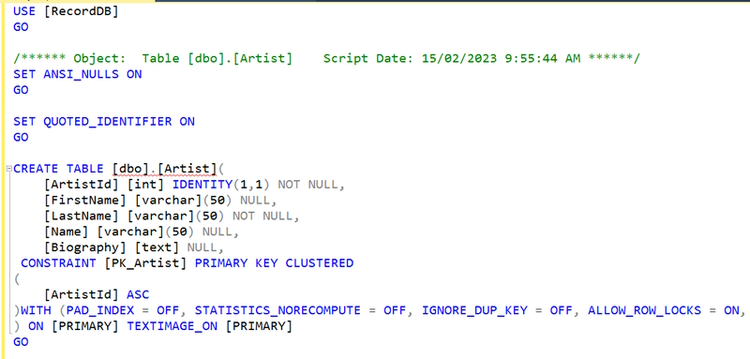 USE [RecordDB]
GO
/****** Object:  Table [dbo].[Artist]    Script Date: 15/02/2023 9:55:44 AM ******/
SET ANSI_NULLS ON
GO
SET QUOTED_IDENTIFIER ON
GO
CREATE TABLE [dbo].[Artist](
    [ArtistId] [int] IDENTITY(1,1) NOT NULL,
    [FirstName] [varchar](50) NULL,
    [LastName] [varchar](50) NOT NULL,
    [Name] [varchar](50) NULL,
    [Biography] [text] NULL,
 CONSTRAINT [PK_Artist] PRIMARY KEY CLUSTERED
(
    [ArtistId] ASC
)WITH (PAD_INDEX = OFF, STATISTICS_NORECOMPUTE = OFF, IGNORE_DUP_KEY = OFF, ALLOW_ROW_LOCKS = ON,
) ON [PRIMARY] TEXTIMAGE_ON [PRIMARY]
GO